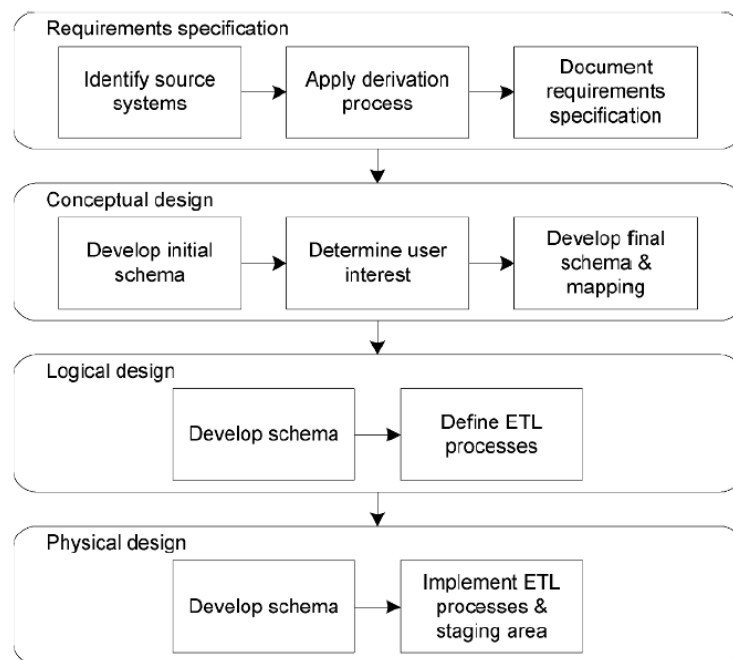 Requirements specification
Identify source
systems
Apply derivation
process
Document
requirements
specification
Conceptual design
Develop initial
schema
Determine user
interest
Develop final
schema &
mapping
Logical design
Develop schema
Define ETL
processes
Physical design
Develop schema
Implement ETL
processes &
staging area